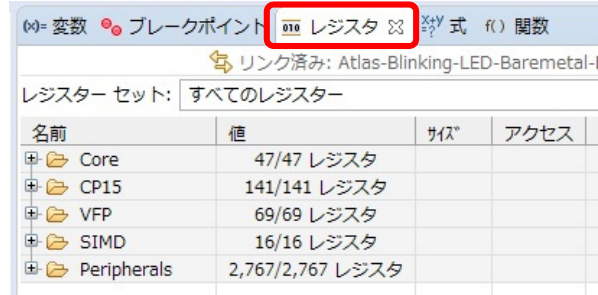 (x)= 変数 ブレークポイント 010 レジスタ 式 f() 関数
リンク済み: Atlas-Blinking-LED-Baremetal-
レジスター セット: すべてのレジスター
名前 値 ｻｲｽﾞ アクセス
Core 47/47 レジスタ
CP15 141/141 レジスタ
VFP 69/69 レジスタ
SIMD 16/16 レジスタ
Peripherals 2,767/2,767 レジスタ